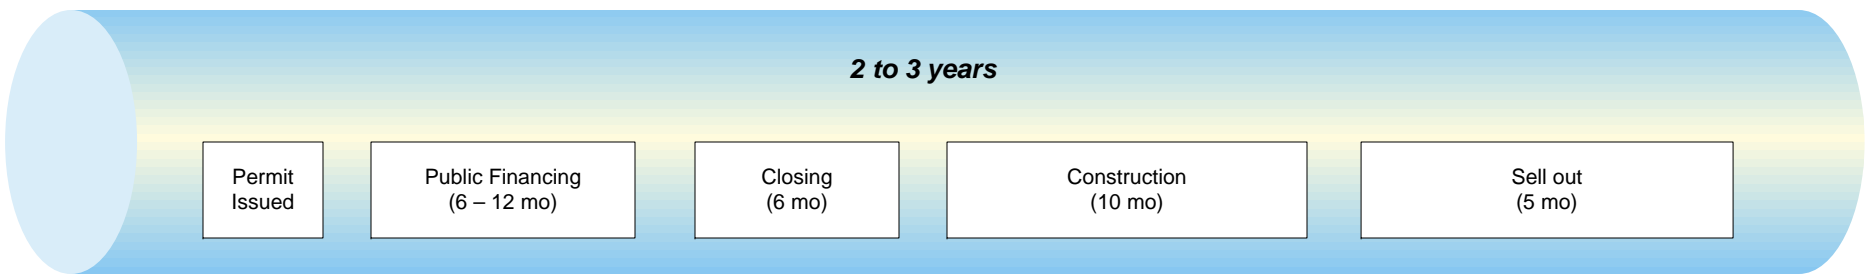 2 to 3 years
Permit
Issued
Public Financing
(6 – 12 mo)
Closing
(6 mo)
Construction
(10 mo)
Sell out
(5 mo)